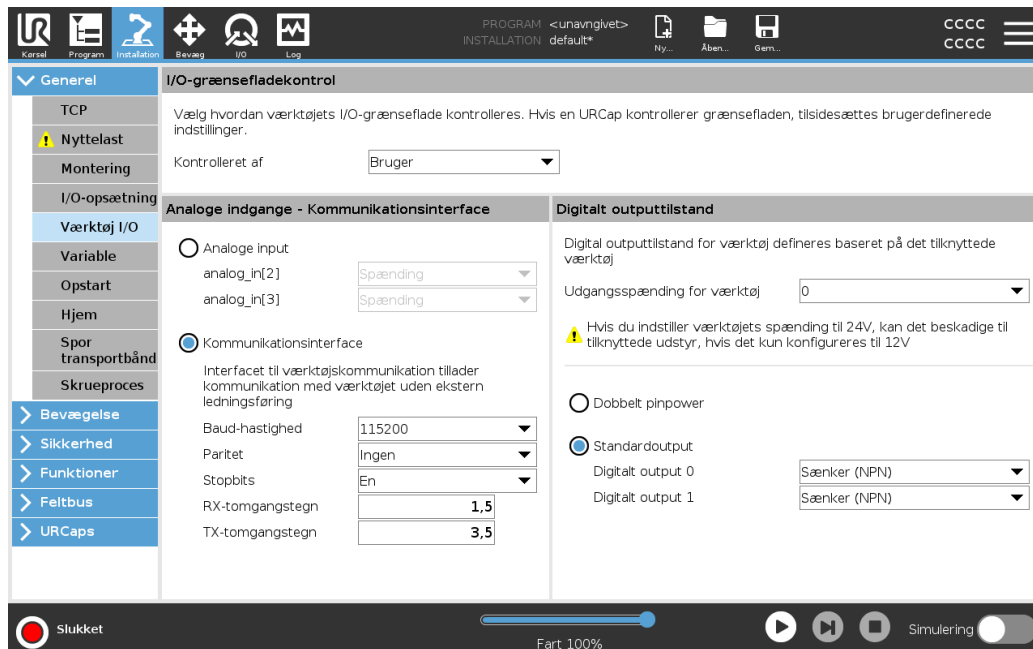 UR
Kørsel
Program
Installation
Bevæg
I/O
Log
PROGRAM <unavngivet>
INSTALLATION default*
Ny...
Åben...
Gem...
CCCC
CCCC
Generel
TCP
Nyttelast
Montering
I/O-opsætning
Værktøj I/O
Variable
Opstart
Hjem
Spor
transportbånd
Skrueproces
Bevægelse
Sikkerhed
Funktioner
Feltbus
URCaps
I/O-grænsefladekontrol
Vælg hvordan værktøjets I/O-grænseflade kontrolleres. Hvis en URCap kontrollerer grænsefladen, tilsidesættes brugerdefinerede
indstillinger.
Kontrolleret af Bruger
Analoge indgange - Kommunikationsinterface
Analoge input
analog_in[2] Spænding
analog_in[3] Spænding
Kommunikationsinterface
Interfacet til værktøjskommunikation tillader
kommunikation med værktøjet uden ekstern
ledningsføring
Baud-hastighed 115200
Paritet Ingen
Stopbits En
RX-tomgangstegn 1,5
TX-tomgangstegn 3,5
Digitalt outputtilstand
Digital outputtilstand for værktøj defineres baseret på det tilknyttede
værktøj
Udgangsspænding for værktøj 0
Hvis du indstiller værktøjets spænding til 24V, kan det beskadige til
tilknyttede udstyr, hvis det kun konfigureres til 12V
Dobbelt pinpower
Standardoutput
Digitalt output 0 Sænker (NPN)
Digitalt output 1 Sænker (NPN)
Slukket
Fart 100%
Simulering